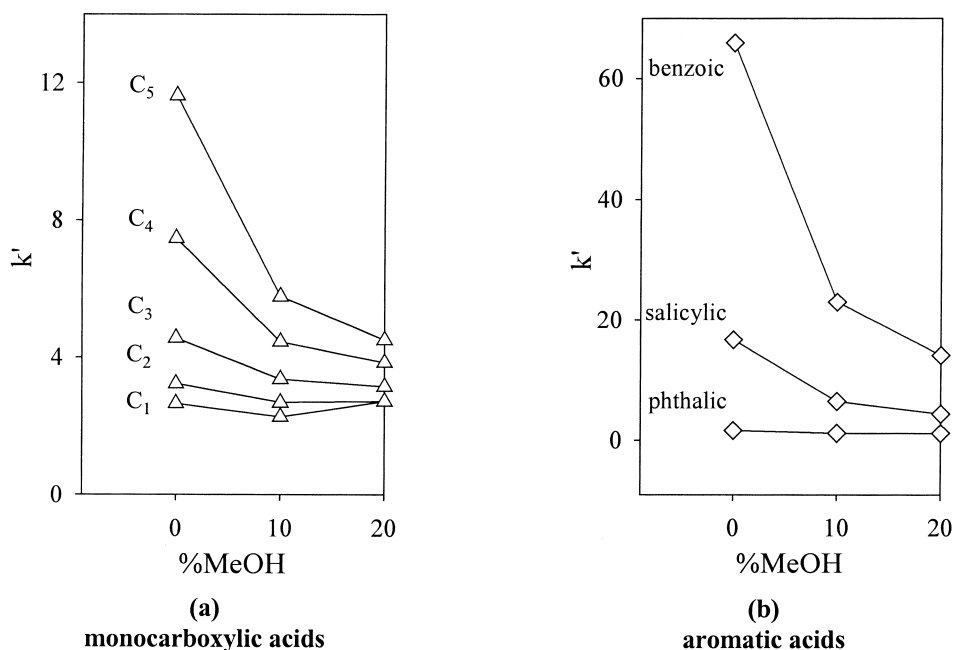 12
8
4
0
k'
C5
C4
C3
C2
C1
0 10 20
%MeOH
(a)
monocarboxylic acids
60
40
20
0
k'
benzoic
salicylic
phthalic
0 10 20
%MeOH
(b)
aromatic acids